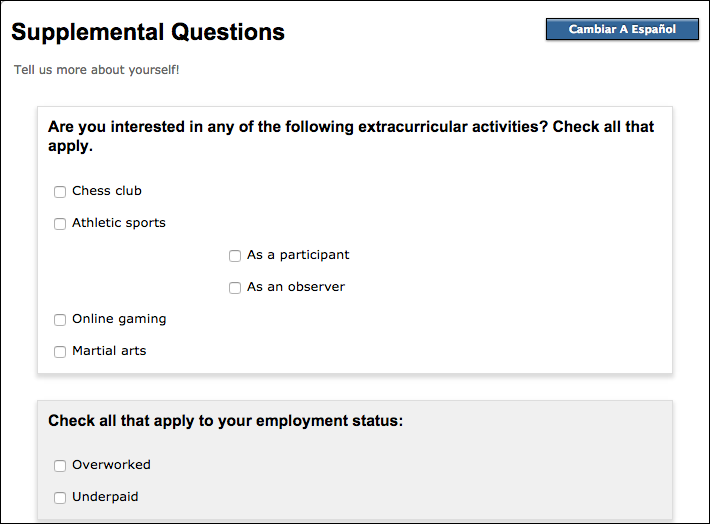 Supplemental Questions
Cambiar A Español
Tell us more about yourself!
Are you interested in any of the following extracurricular activities? Check all that
apply.
Chess club
Athletic sports
As a participant
As an observer
Online gaming
Martial arts
Check all that apply to your employment status:
Overworked
Underpaid